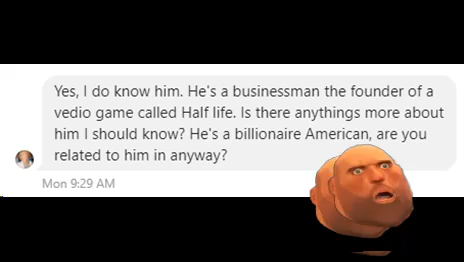 Yes, I do know him. He's a businessman the founder of a
vedio game called Half life. Is there anythings more about
him I should know? He's a billionaire American, are you
related to him in anyway?
Mon 9:29 AM